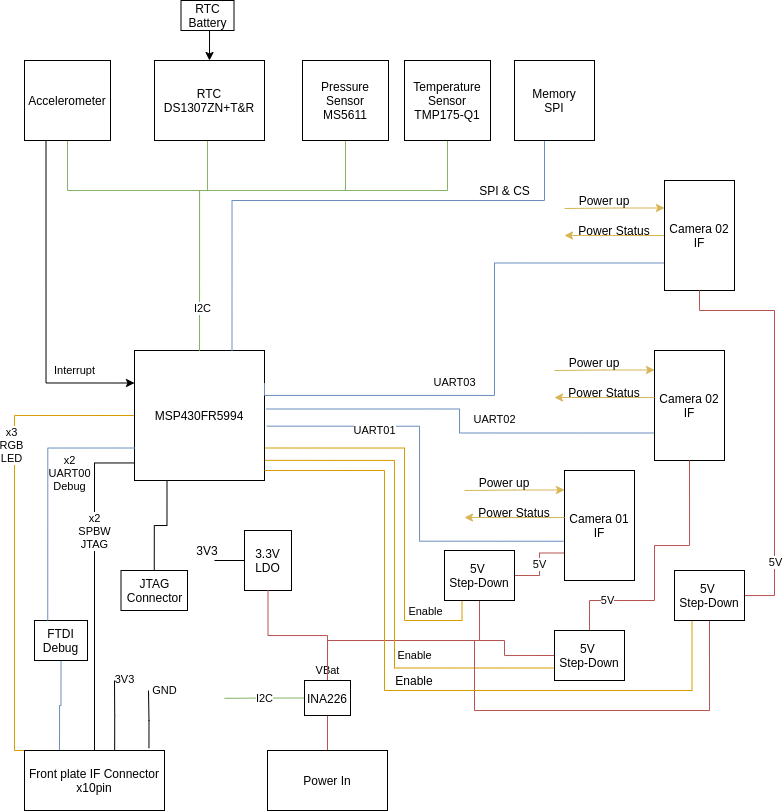 RTC
Battery
Accelerometer
RTC
DS1307ZN+T&R
Pressure
Sensor
MS5611
Temperature
Sensor
TMP175-Q1
Memory
SPI
SPI & CS
Power up
Power Status
Camera 02
IF
I2C
Interrupt
MSP430FR5994
UART03
Power up
Power Status
Camera 02
IF
UART02
UART01
x3
RGB
LED
x2
UART00
Debug
x2
SPBW
JTAG
Power up
Power Status
Camera 01
IF
3V3
3.3V
LDO
JTAG
Connector
5V
Step-Down
5V
5V
5V
Step-Down
5V
Enable
FTDI
Debug
5V
Step-Down
Enable
VBat
Enable
3V3
GND
I2C
INA226
Front plate IF Connector
x10pin
Power In